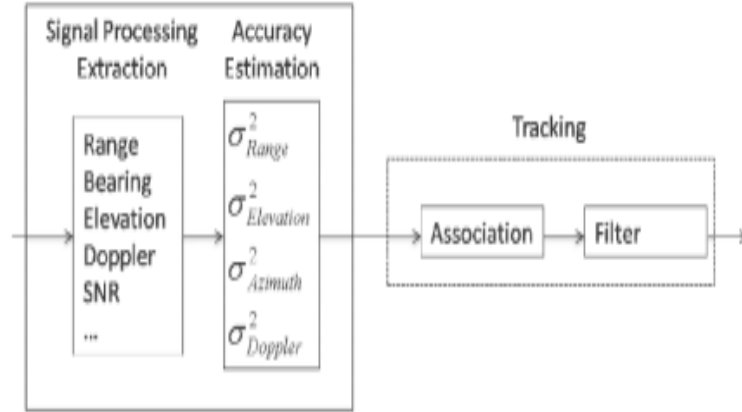 Signal Processing
Extraction
Accuracy
Estimation
Range
Bearing
Elevation
Doppler
SNR
...
σ²Range
σ²Elevation
σ²Azimuth
σ²Doppler
Tracking
Association
Filter